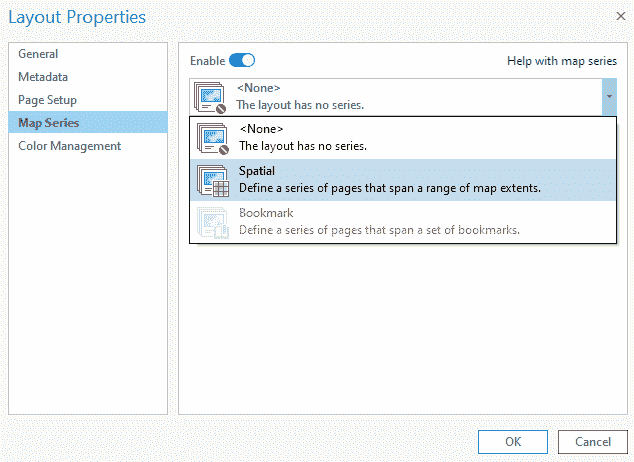 Layout Properties
General
Metadata
Page Setup
Map Series
Color Management
Enable
Help with map series
<None>
The layout has no series.
<None>
The layout has no series.
Spatial
Define a series of pages that span a range of map extents.
Bookmark
Define a series of pages that span a set of bookmarks.
OK
Cancel